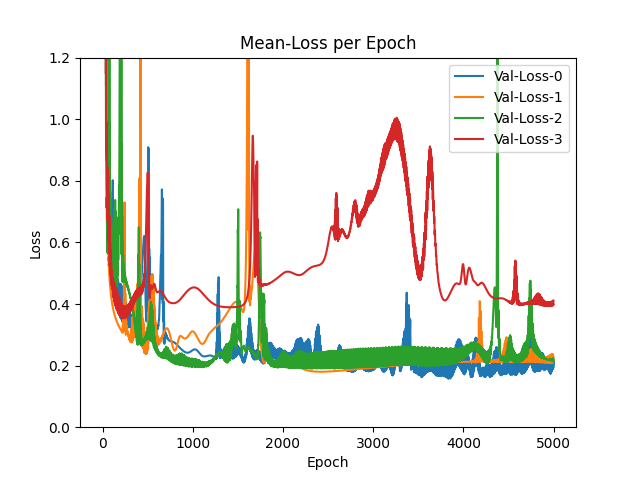 Mean-Loss per Epoch
1.2
1.0
0.8
0.6
0.4
0.2
0.0
Loss
Val-Loss-0
Val-Loss-1
Val-Loss-2
Val-Loss-3
0 1000 2000 3000 4000 5000
Epoch